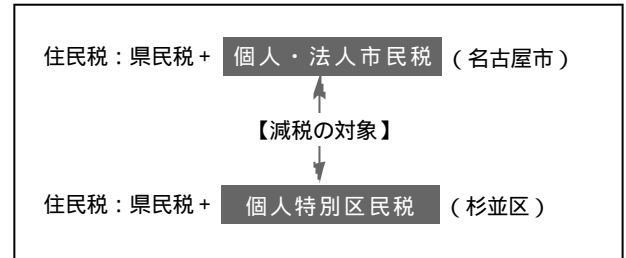 住民税：県民税+ 個人・法人市民税 (名古屋市)
【減税の対象】
住民税：県民税+ 個人特別区民税 (杉並区)